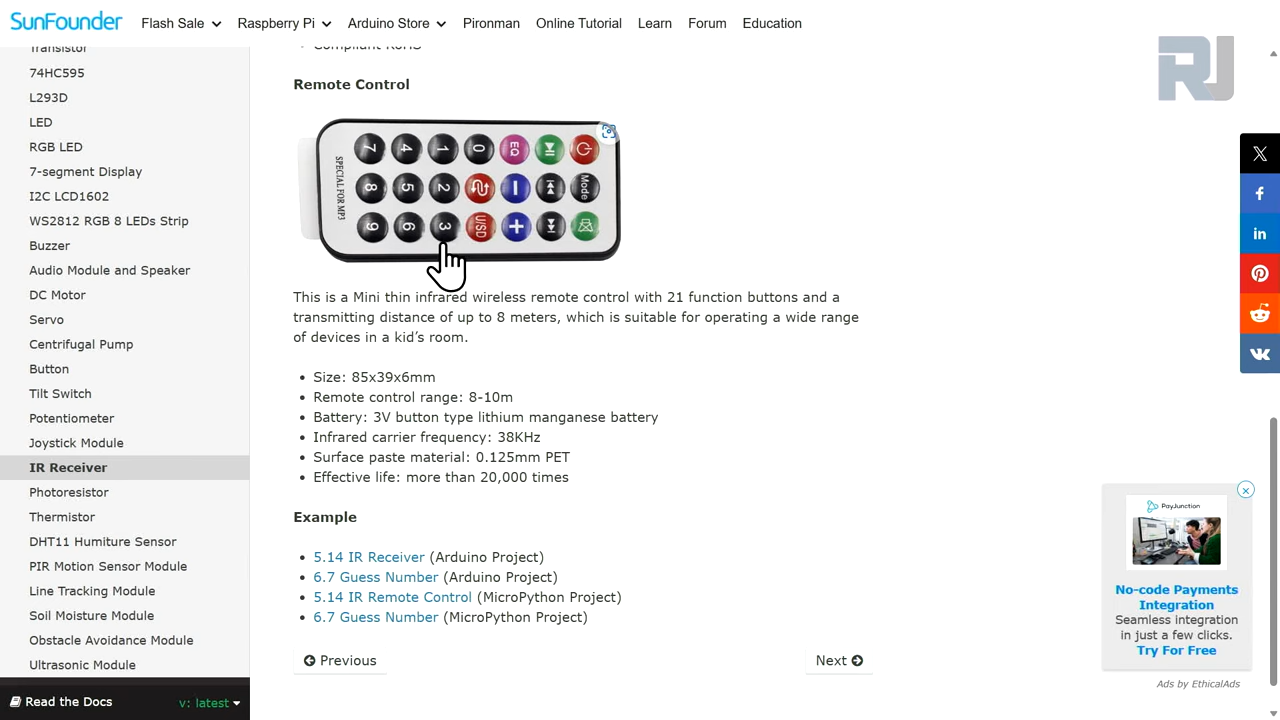 SunFounder
Flash Sale
Raspberry Pi
Arduino Store
Pironman
Online Tutorial
Learn
Forum
Education
RJ
Transistor
74HC595
L293D
LED
RGB LED
7-segment Display
I2C LCD1602
WS2812 RGB 8 LEDs Strip
Buzzer
Audio Module and Speaker
DC Motor
Servo
Centrifugal Pump
Button
Tilt Switch
Potentiometer
Joystick Module
IR Receiver
Photoresistor
Thermistor
DHT11 Humiture Sensor
PIR Motion Sensor Module
Line Tracking Module
Soil Moisture Module
Obstacle Avoidance Module
Ultrasonic Module
Read the Docs
v: latest
Compliant RoHS
Remote Control
7 4 1 0 EQ
8 5 2 Mode
9 6 3 U/SD +
SPECIAL FOR MP3
This is a Mini thin infrared wireless remote control with 21 function buttons and a
transmitting distance of up to 8 meters, which is suitable for operating a wide range
of devices in a kid’s room.
• Size: 85x39x6mm
• Remote control range: 8-10m
• Battery: 3V button type lithium manganese battery
• Infrared carrier frequency: 38KHz
• Surface paste material: 0.125mm PET
• Effective life: more than 20,000 times
Example
• 5.14 IR Receiver (Arduino Project)
• 6.7 Guess Number (Arduino Project)
• 5.14 IR Remote Control (MicroPython Project)
• 6.7 Guess Number (MicroPython Project)
Previous
Next
PayJunction
No-code Payments
Integration
Seamless integration
in just a few clicks.
Try For Free
Ads by EthicalAds